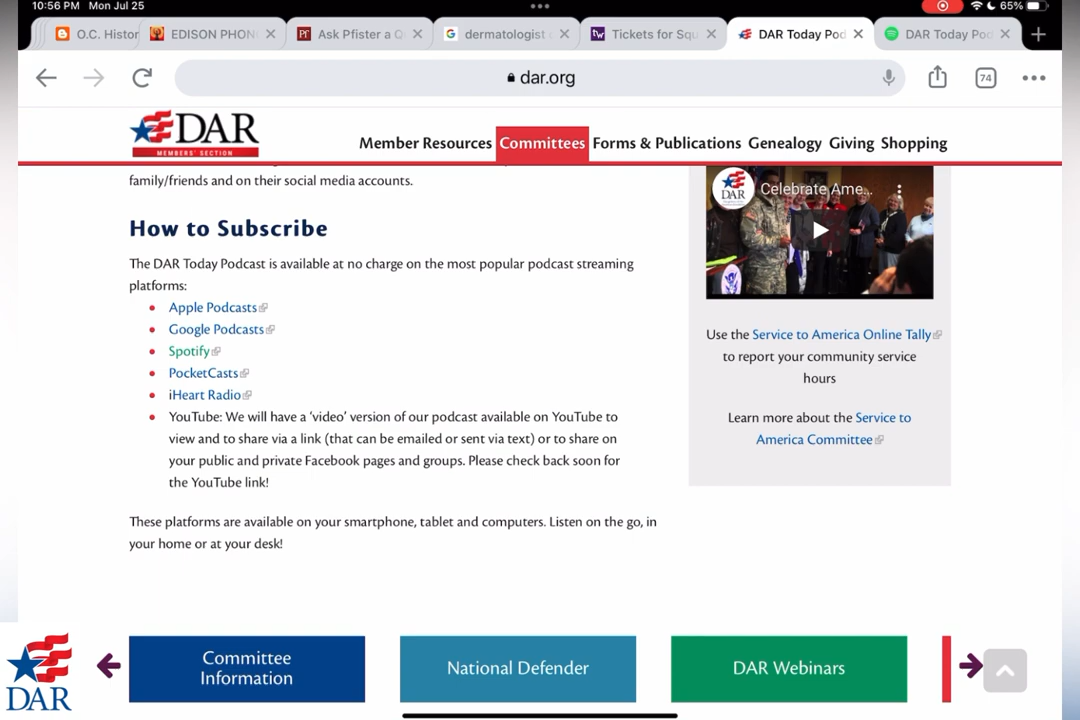 10:56 PM Mon Jul 25
65%
O.C. Histor
EDISON PHON
Ask Pfister a Q
dermatologist
Tickets for Squ
DAR Today Pod
DAR Today Pod
dar.org
74
DAR
MEMBERS' SECTION
Member Resources
Committees
Forms & Publications
Genealogy
Giving
Shopping
family/friends and on their social media accounts.
How to Subscribe
The DAR Today Podcast is available at no charge on the most popular podcast streaming
platforms:
Apple Podcasts
Google Podcasts
Spotify
PocketCasts
iHeart Radio
YouTube: We will have a 'video' version of our podcast available on YouTube to
view and to share via a link (that can be emailed or sent via text) or to share on
your public and private Facebook pages and groups. Please check back soon for
the YouTube link!
These platforms are available on your smartphone, tablet and computers. Listen on the go, in
your home or at your desk!
DAR
Celebrate Ame...
Use the Service to America Online Tally
to report your community service
hours
Learn more about the Service to
America Committee
Committee
Information
National Defender
DAR Webinars
DAR